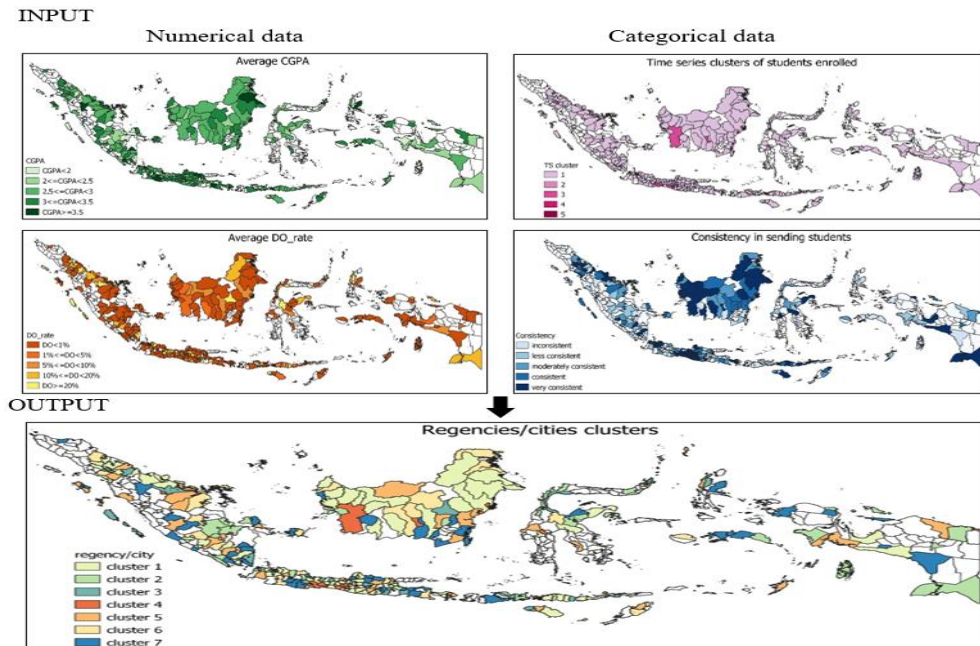 INPUT
Numerical data
Categorical data
Average CGPA
CGPA
CGPA<2
2<=CGPA<2.5
2.5<=CGPA<3
3<=CGPA<3.5
CGPA>=3.5
Time series clusters of students enrolled
TS cluster
1
2
3
4
5
Average DO_rate
DO_rate
DO<1%
1%<=DO<5%
5%<=DO<10%
10%<=DO<20%
DO>=20%
Consistency in sending students
Consistency
inconsistent
less consistent
moderately consistent
consistent
very consistent
OUTPUT
Regencies/cities clusters
regency/city
cluster 1
cluster 2
cluster 3
cluster 4
cluster 5
cluster 6
cluster 7